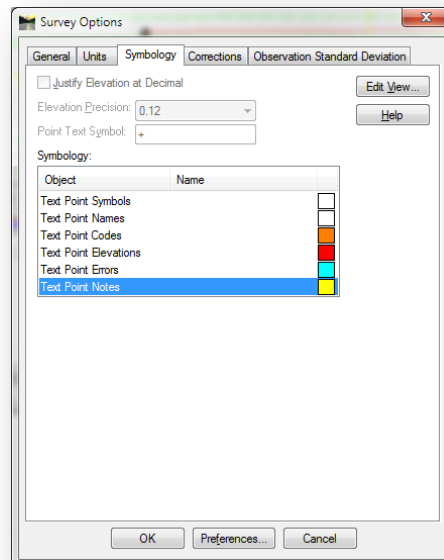 Survey Options
General Units Symbology Corrections Observation Standard Deviation
Justify Elevation at Decimal
Edit View...
Elevation Precision: 0.12
Help
Point Text Symbol: +
Symbology:
Object Name
Text Point Symbols
Text Point Names
Text Point Codes
Text Point Elevations
Text Point Errors
Text Point Notes
OK Preferences... Cancel